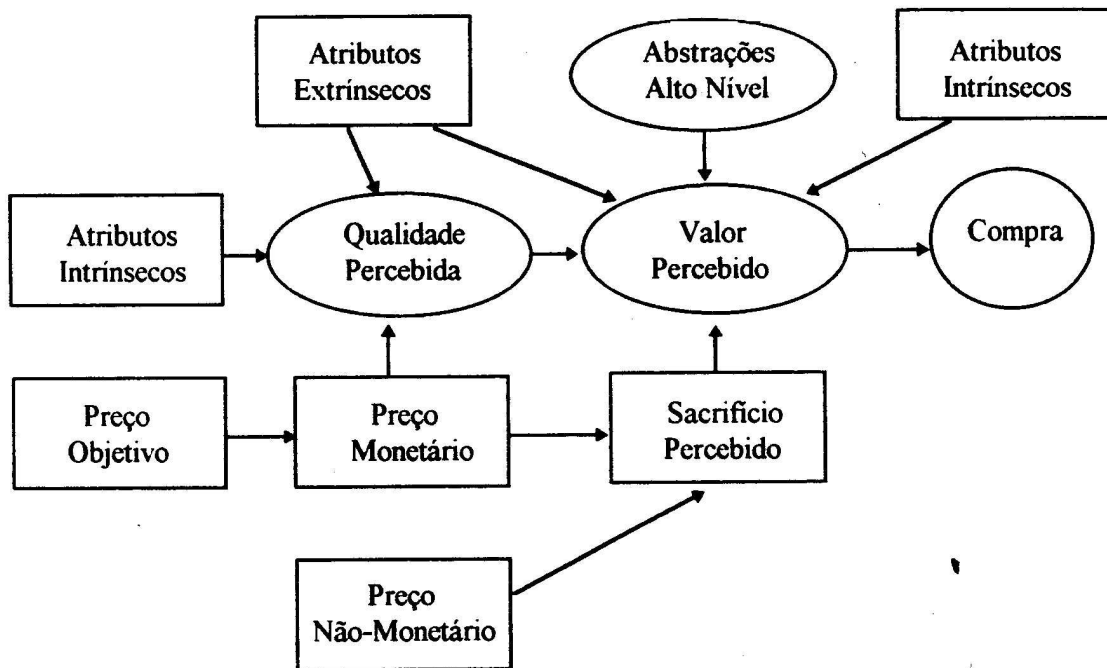 Atributos
Extrínsecos
Abstrações
Alto Nível
Atributos
Intrínsecos
Atributos
Intrínsecos
Qualidade
Percebida
Valor
Percebido
Compra
Preço
Objetivo
Preço
Monetário
Sacrifício
Percebido
Preço
Não-Monetário